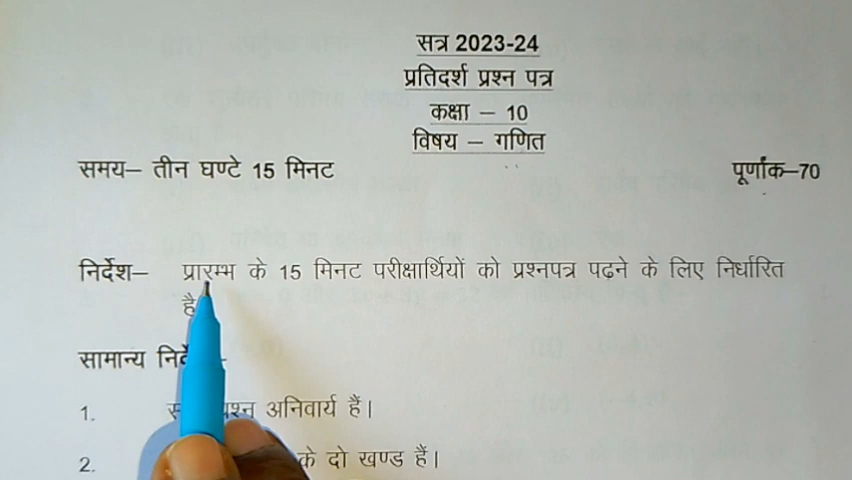 सत्र 2023-24
प्रतिदर्श प्रश्न पत्र
कक्षा – 10
विषय – गणित
समय– तीन घण्टे 15 मिनट पूर्णांक–70
निर्देश– प्रारम्भ के 15 मिनट परीक्षार्थियों को प्रश्नपत्र पढ़ने के लिए निर्धारित
है
सामान्य
1. अनिवार्य हैं।
2. के दो खण्ड हैं।